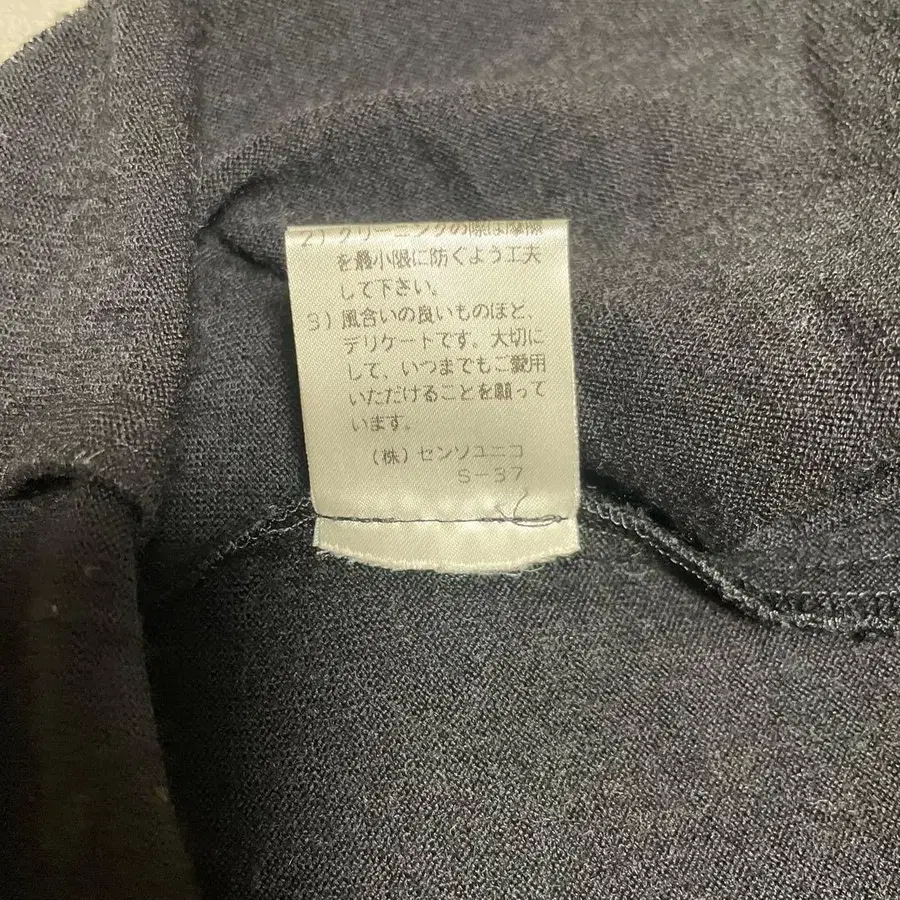 2) クリーニングの際は摩擦
を最小限に防ぐよう工夫
して下さい。
3) 風合いの良いものほど、
デリケートです。大切に
して、いつまでもご愛用
いただけることを願って
います。
(株) センソユニコ
S-37